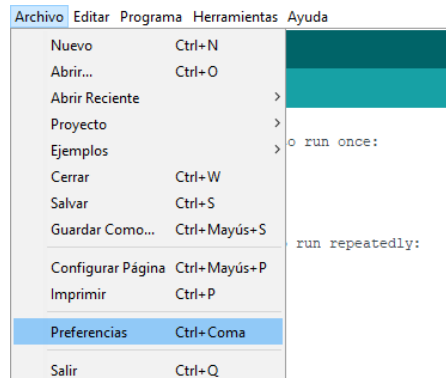 Archivo Editar Programa Herramientas Ayuda
Nuevo Ctrl+N
Abrir... Ctrl+O
Abrir Reciente >
Proyecto >
Ejemplos >
o run once:
Cerrar Ctrl+W
Salvar Ctrl+S
Guardar Como... Ctrl+Mayús+S
run repeatedly:
Configurar Página Ctrl+Mayús+P
Imprimir Ctrl+P
Preferencias Ctrl+Coma
Salir Ctrl+Q